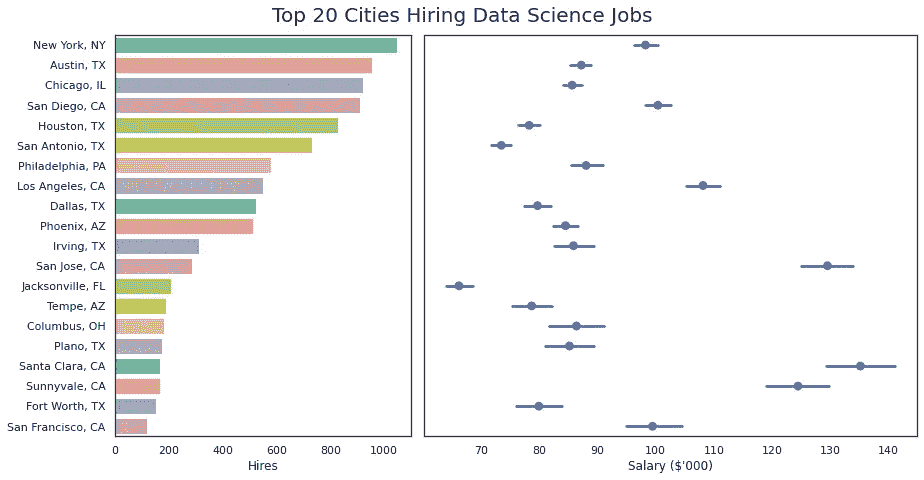 Top 20 Cities Hiring Data Science Jobs
New York, NY
Austin, TX
Chicago, IL
San Diego, CA
Houston, TX
San Antonio, TX
Philadelphia, PA
Los Angeles, CA
Dallas, TX
Phoenix, AZ
Irving, TX
San Jose, CA
Jacksonville, FL
Tempe, AZ
Columbus, OH
Plano, TX
Santa Clara, CA
Sunnyvale, CA
Fort Worth, TX
San Francisco, CA
0 200 400 600 800 1000
Hires
70 80 90 100 110 120 130 140
Salary ($'000)